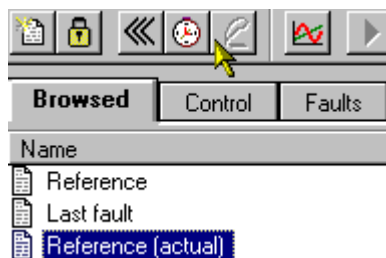 Browsed Control Faults
Name
Reference
Last fault
Reference (actual)